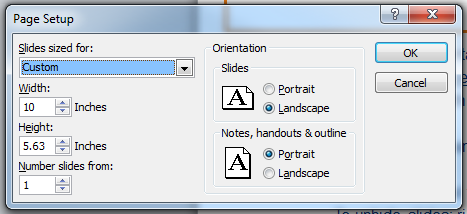 Page Setup
Slides sized for:
Custom
Width:
10 Inches
Height:
5.63 Inches
Number slides from:
1
Orientation
Slides
A
Portrait
Landscape
Notes, handouts & outline
A
Portrait
Landscape
OK
Cancel